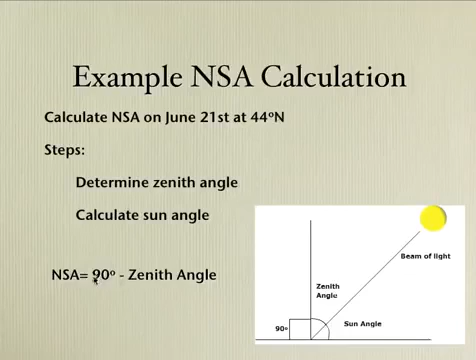 Example NSA Calculation
Calculate NSA on June 21st at 44ºN
Steps:
Determine zenith angle
Calculate sun angle
NSA= 90º - Zenith Angle
Beam of light
Zenith
Angle
90º
Sun Angle